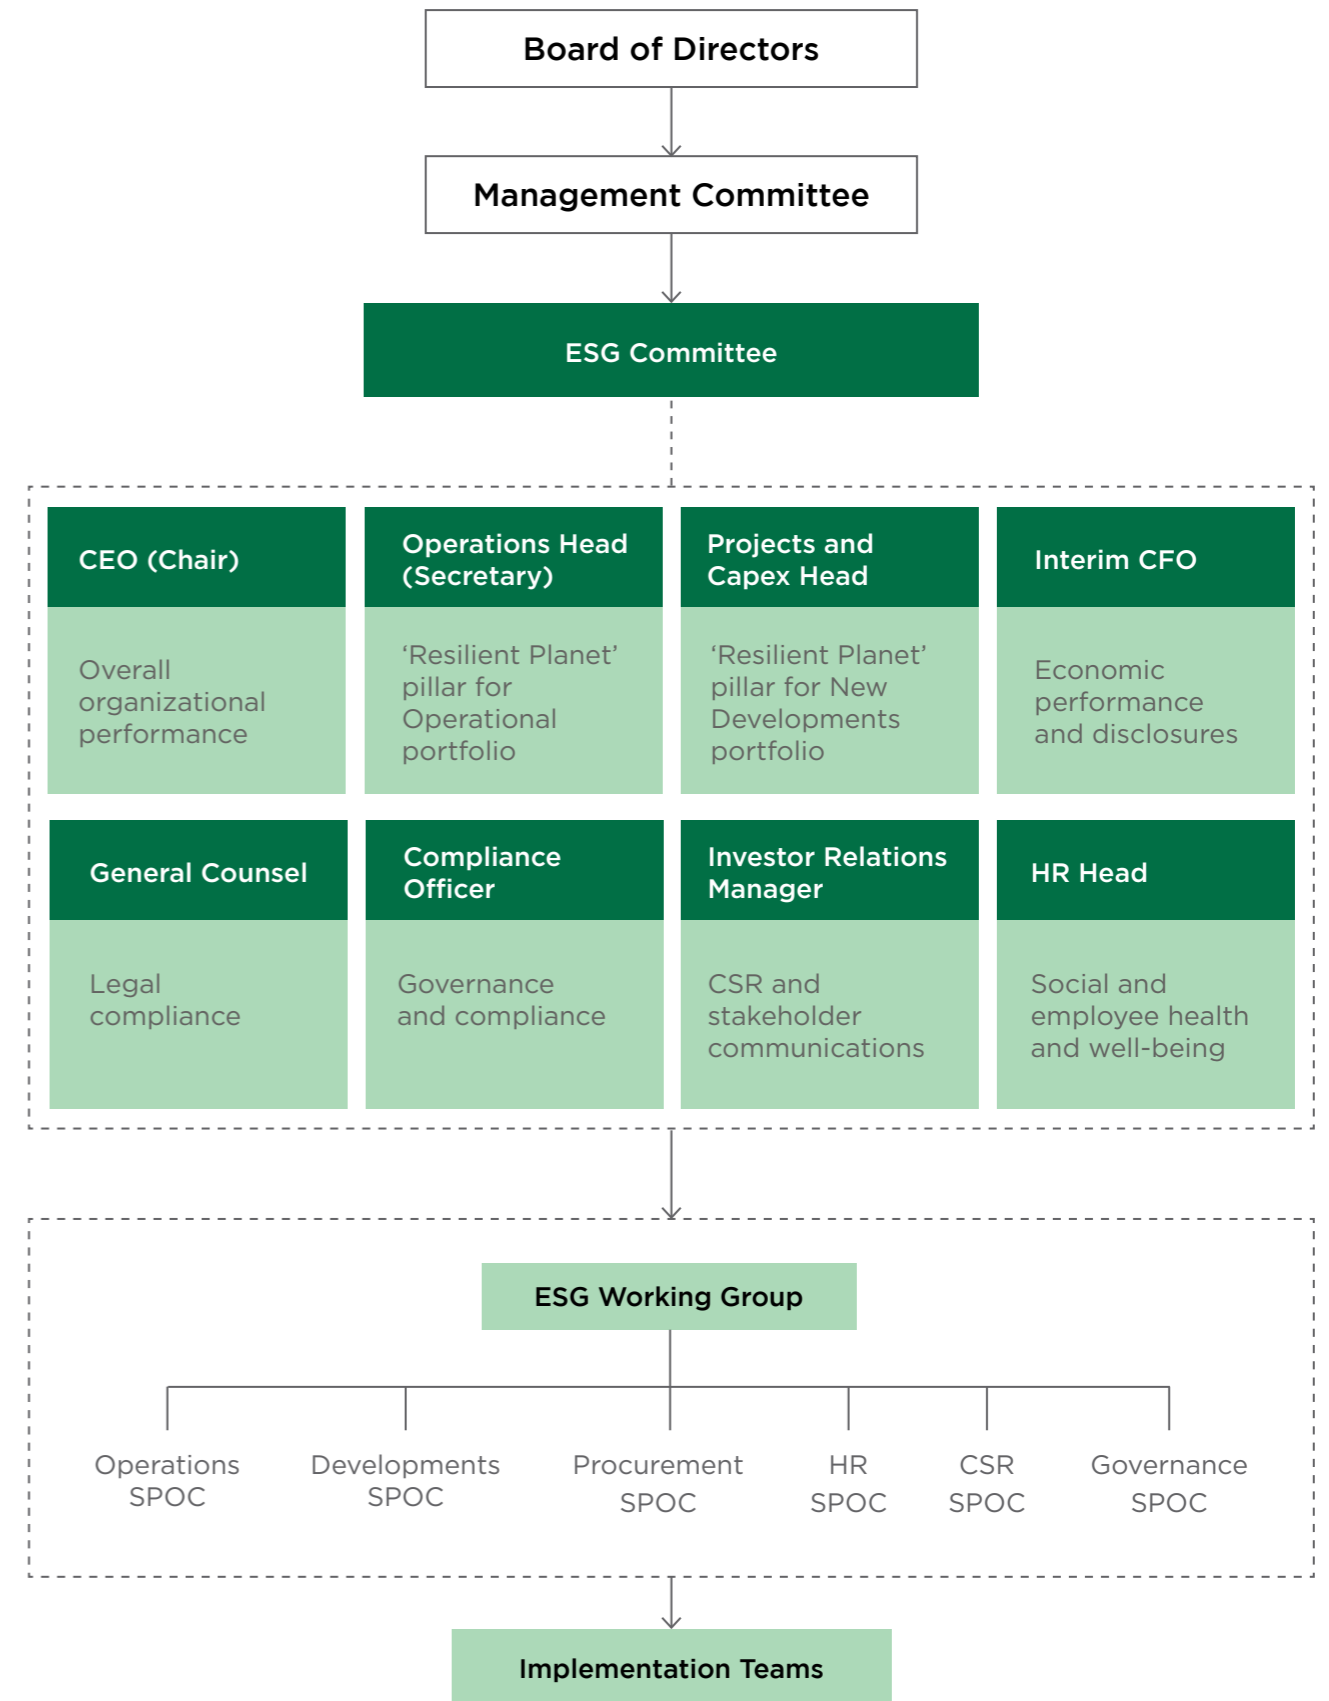 Board of Directors
Management Committee
ESG Committee
CEO (Chair)
Overall
organizational
performance
Operations Head
(Secretary)
‘Resilient Planet’
pillar for
Operational
portfolio
Projects and
Capex Head
‘Resilient Planet’
pillar for New
Developments
portfolio
Interim CFO
Economic
performance
and disclosures
General Counsel
Legal
compliance
Compliance
Officer
Governance
and compliance
Investor Relations
Manager
CSR and
stakeholder
communications
HR Head
Social and
employee health
and well-being
ESG Working Group
Operations
SPOC
Developments
SPOC
Procurement
SPOC
HR
SPOC
CSR
SPOC
Governance
SPOC
Implementation Teams